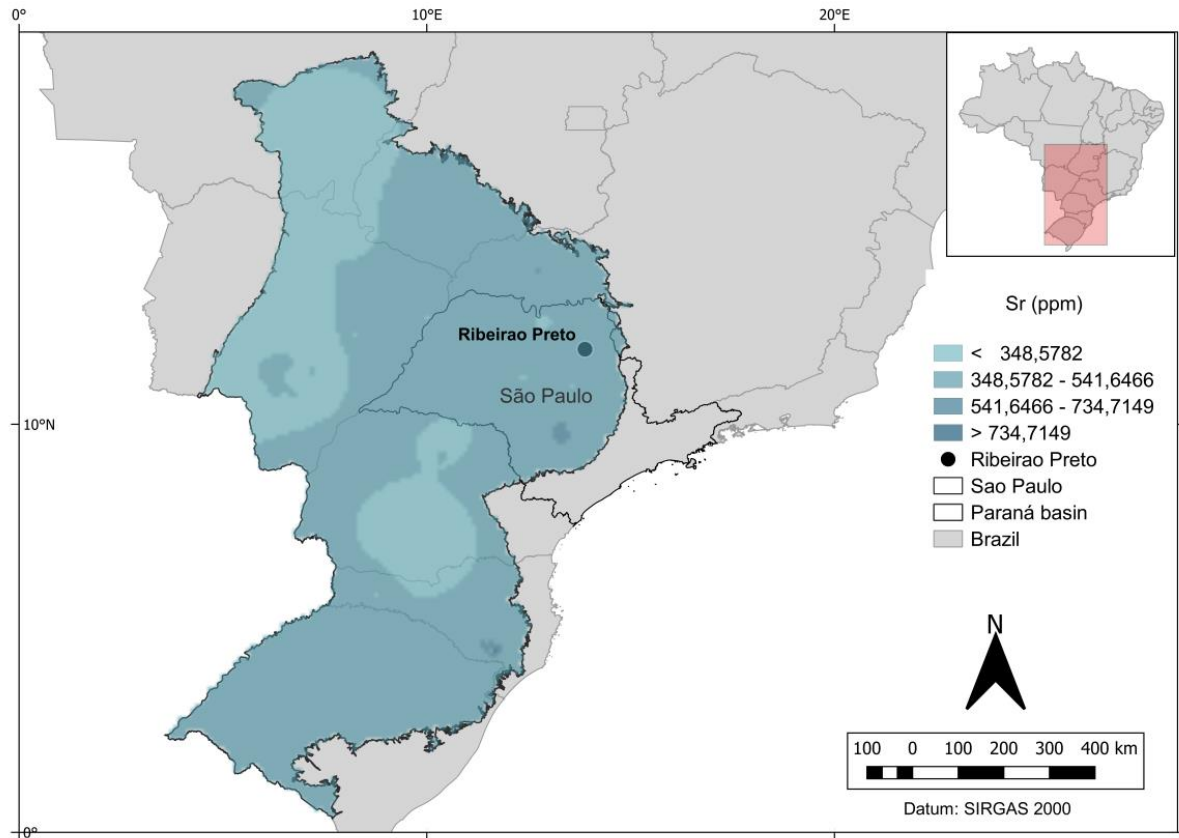 0°
10°E
20°E
Ribeirao Preto
São Paulo
10°N
0°
Sr (ppm)
< 348,5782
348,5782 - 541,6466
541,6466 - 734,7149
> 734,7149
Ribeirao Preto
Sao Paulo
Paraná basin
Brazil
N
100 0 100 200 300 400 km
Datum: SIRGAS 2000